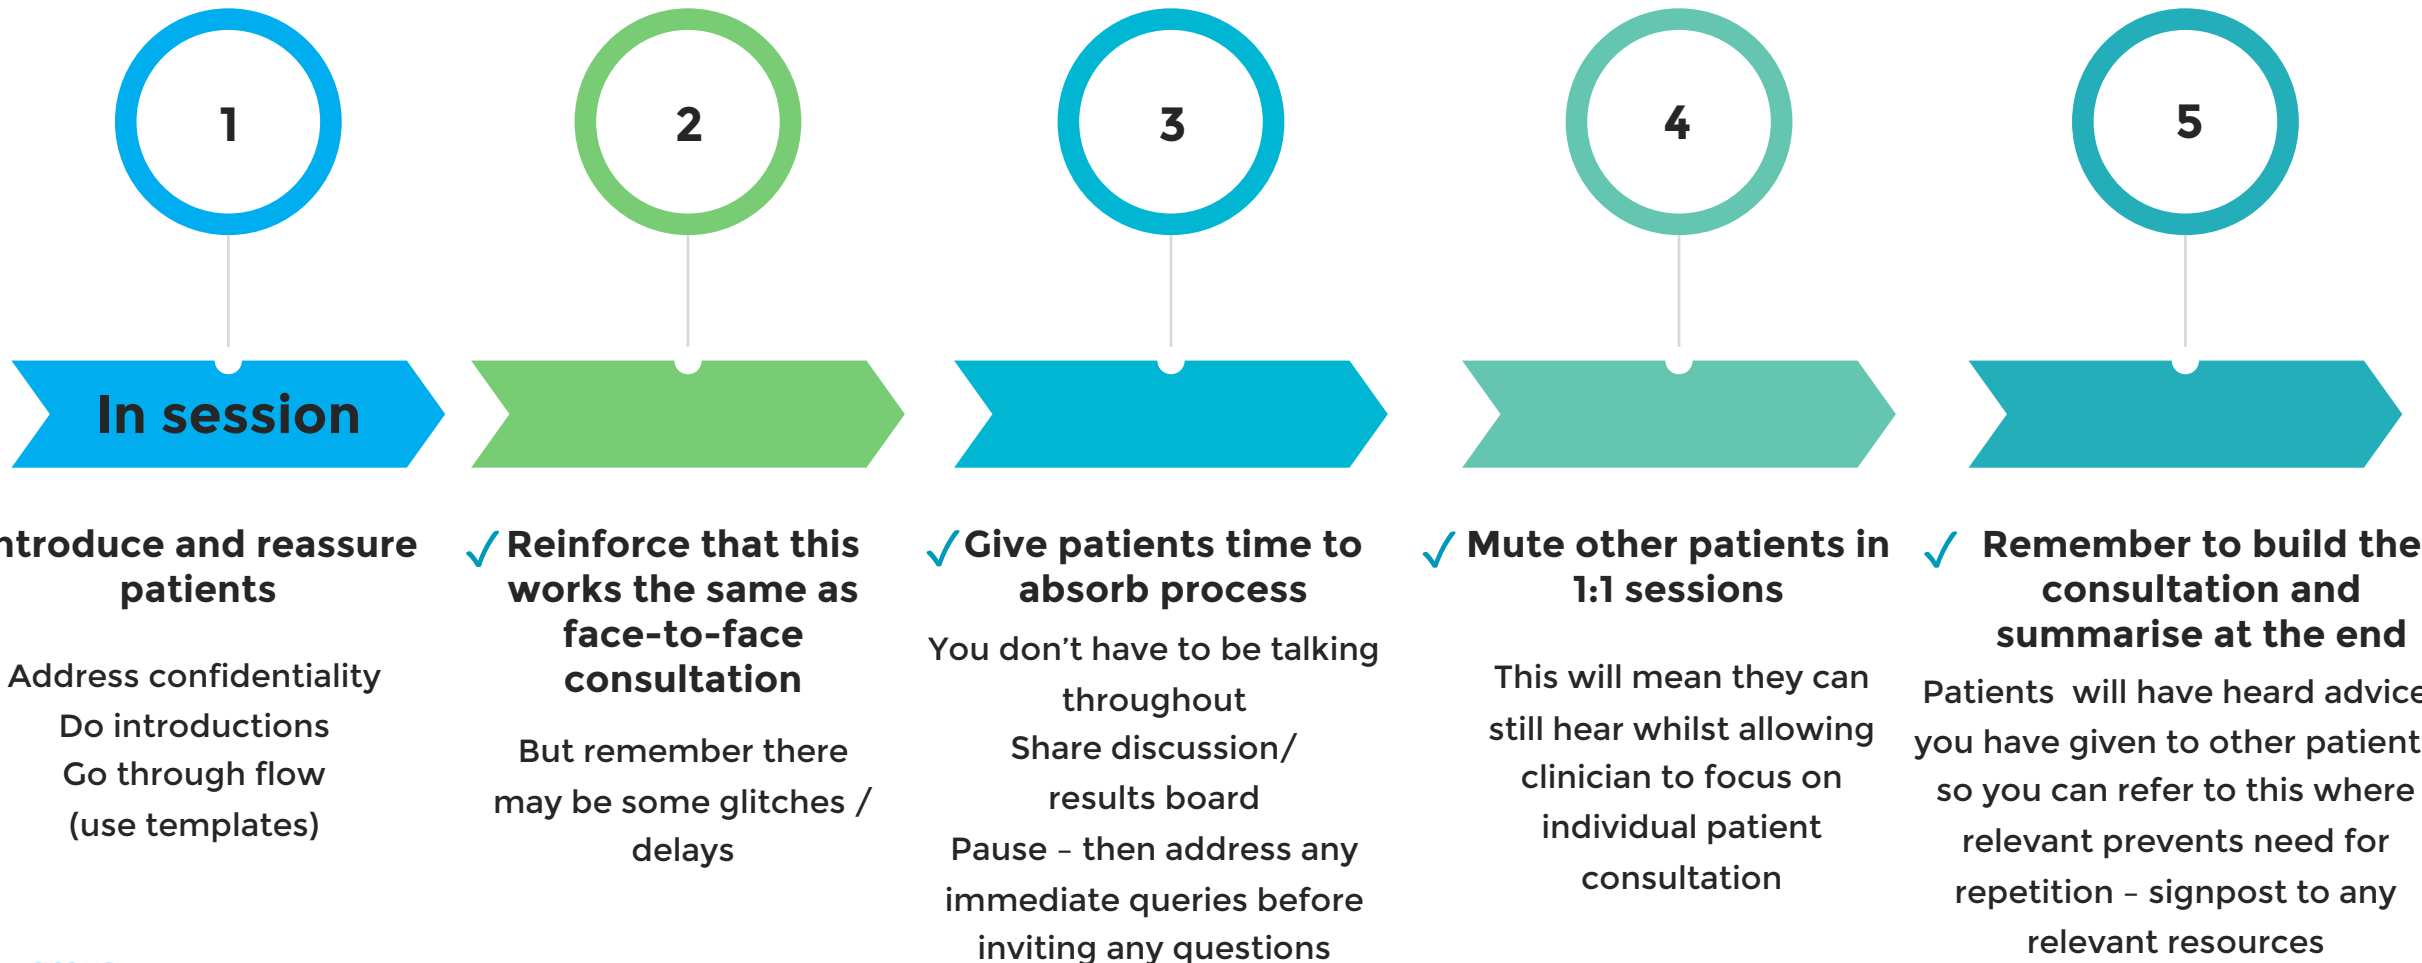 1
2
3
4
5
In session
ntroduce and reassure
patients
Address confidentiality
Do introductions
Go through flow
(use templates)
✓ Reinforce that this
works the same as
face-to-face
consultation
But remember there
may be some glitches /
delays
✓ Give patients time to
absorb process
You don’t have to be talking
throughout
Share discussion/
results board
Pause – then address any
immediate queries before
inviting any questions
✓ Mute other patients in
1:1 sessions
This will mean they can
still hear whilst allowing
clinician to focus on
individual patient
consultation
✓ Remember to build the
consultation and
summarise at the end
Patients will have heard advice
you have given to other patient
so you can refer to this where
relevant prevents need for
repetition – signpost to any
relevant resources